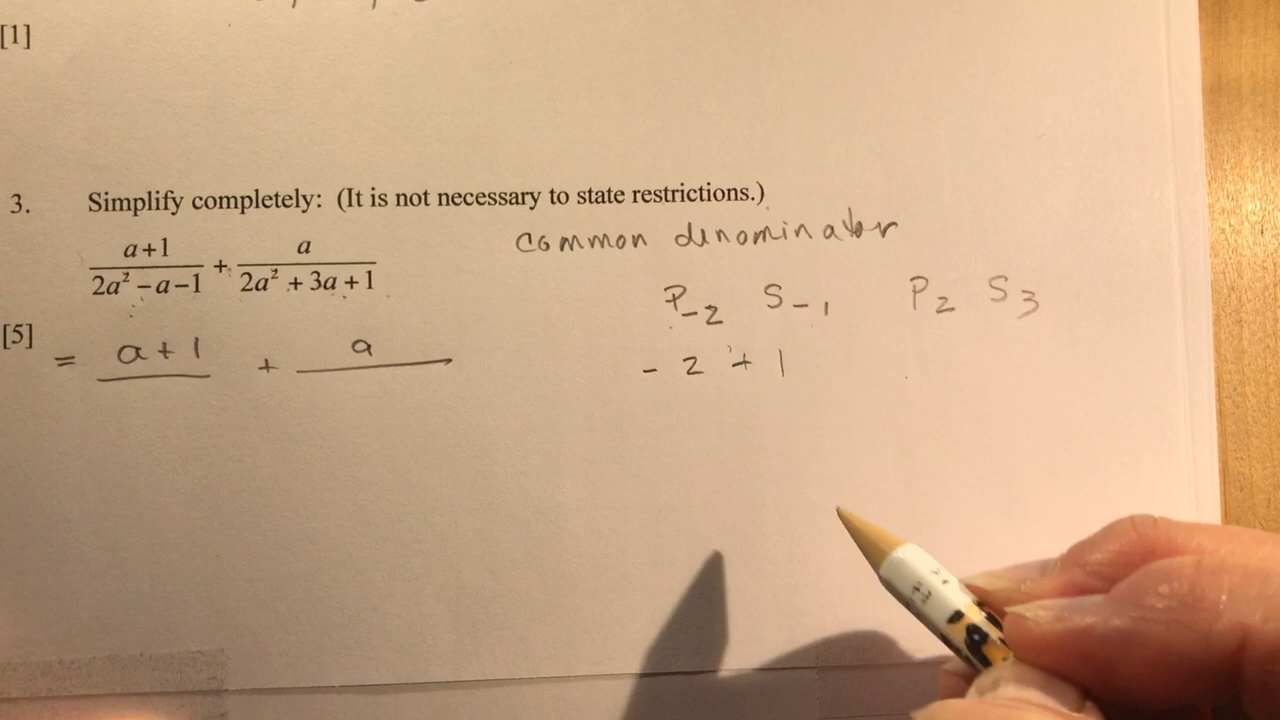 [1]
3. Simplify completely: (It is not necessary to state restrictions.)
common denominator
a+1 / 2a² − a − 1 + a / 2a² + 3a + 1
P−2 S−1 P2 S3
[5]
= a + 1 + a
− 2 + 1